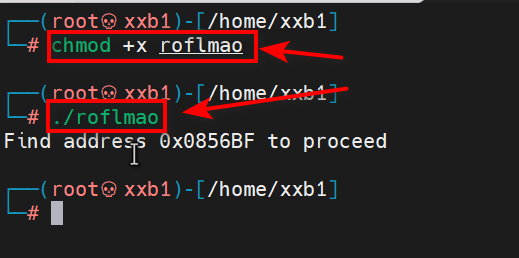 ┌──(root💀xxb1)-[/home/xxb1]
└─# chmod +x roflmao
┌──(root💀xxb1)-[/home/xxb1]
└─# ./roflmao
Find address 0x0856BF to proceed
┌──(root💀xxb1)-[/home/xxb1]
└─#